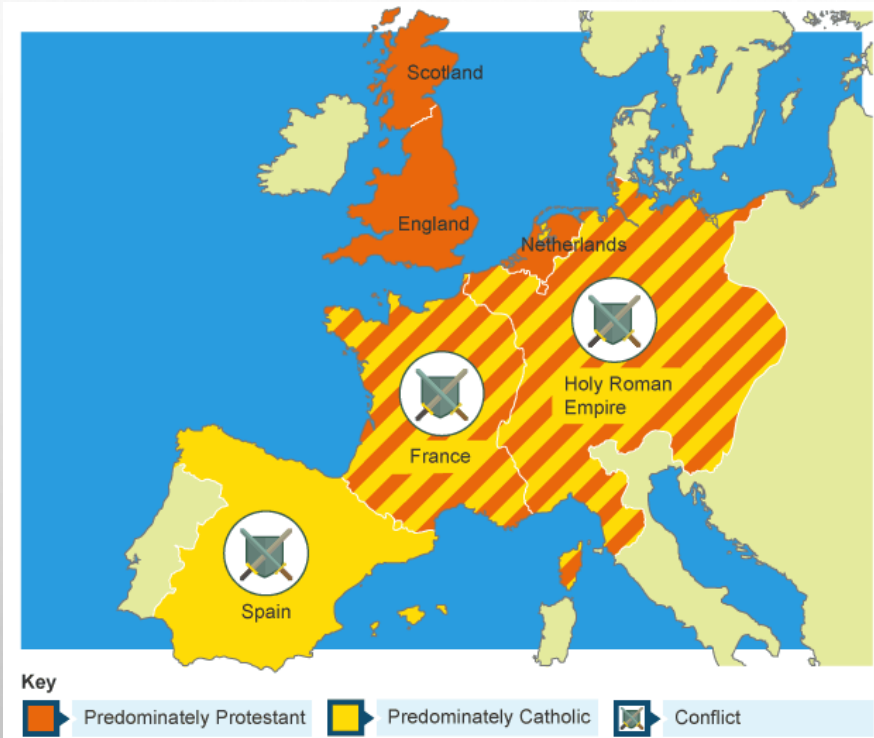 Scotland
England
Netherlands
Holy Roman
Empire
France
Spain
Key
Predominately Protestant
Predominately Catholic
Conflict